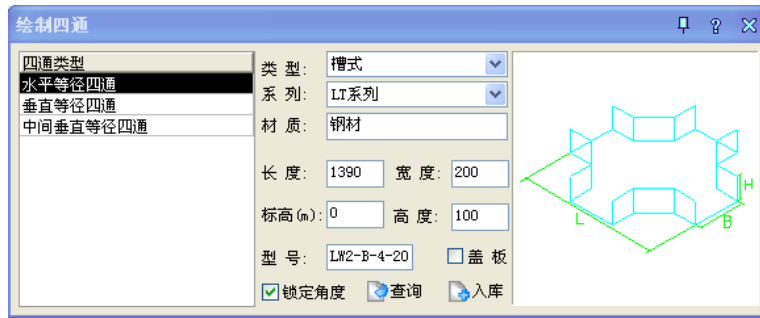 绘制四通
四通类型
水平等径四通
垂直等径四通
中间垂直等径四通
类 型: 槽式
系 列: LT系列
材 质: 钢材
长 度: 1390 宽 度: 200
标高(m): 0 高 度: 100
型 号: LW2-B-4-20 盖 板
锁定角度 查询 入库
H
L B